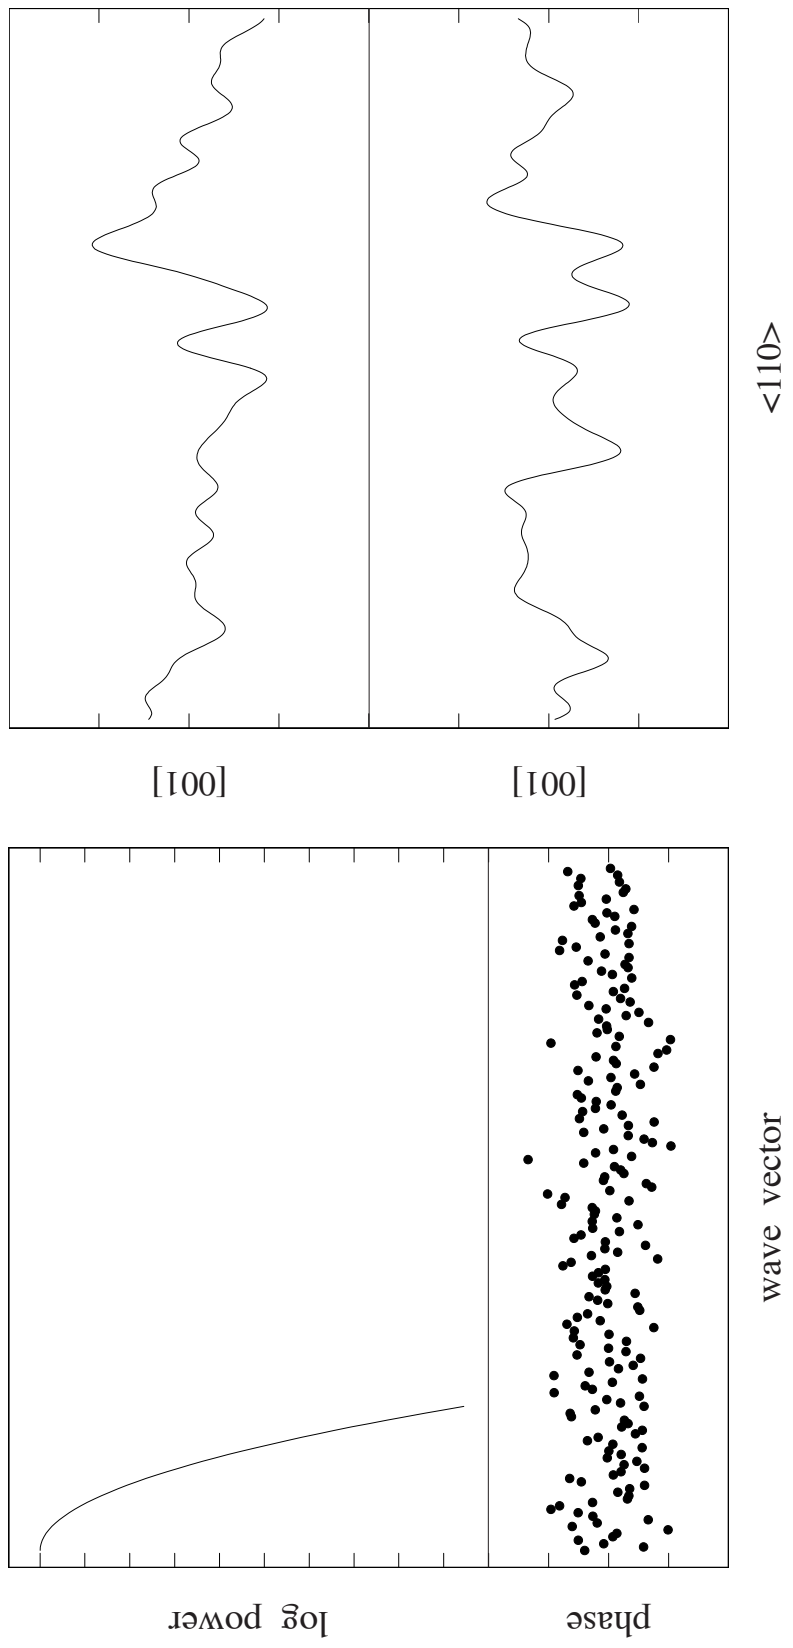 <110>
[001]
[001]
wave vector
log power
phase